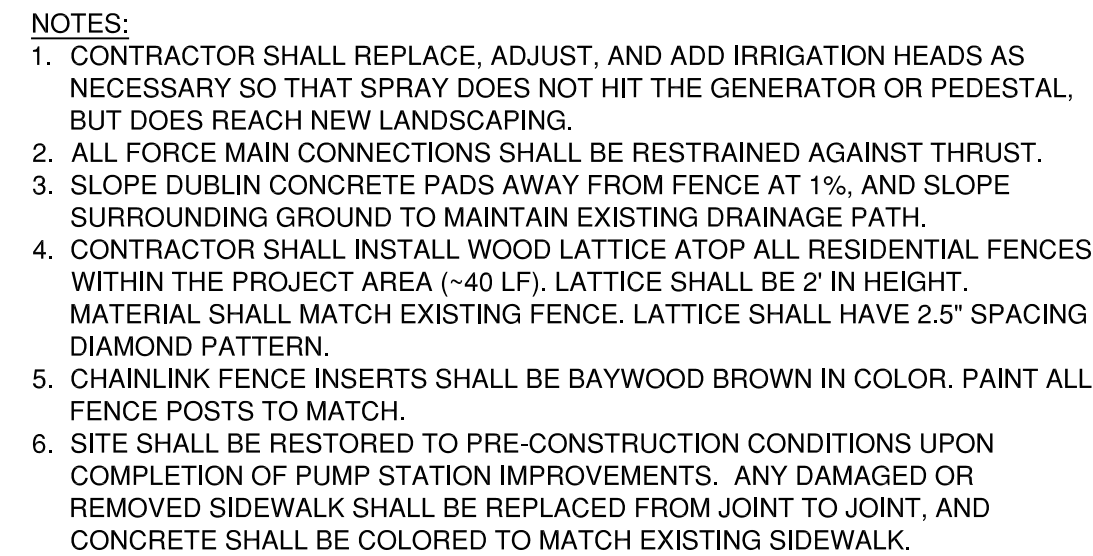 NOTES:
1. CONTRACTOR SHALL REPLACE, ADJUST, AND ADD IRRIGATION HEADS AS
NECESSARY SO THAT SPRAY DOES NOT HIT THE GENERATOR OR PEDESTAL,
BUT DOES REACH NEW LANDSCAPING.
2. ALL FORCE MAIN CONNECTIONS SHALL BE RESTRAINED AGAINST THRUST.
3. SLOPE DUBLIN CONCRETE PADS AWAY FROM FENCE AT 1%, AND SLOPE
SURROUNDING GROUND TO MAINTAIN EXISTING DRAINAGE PATH.
4. CONTRACTOR SHALL INSTALL WOOD LATTICE ATOP ALL RESIDENTIAL FENCES
WITHIN THE PROJECT AREA (~40 LF). LATTICE SHALL BE 2' IN HEIGHT.
MATERIAL SHALL MATCH EXISTING FENCE. LATTICE SHALL HAVE 2.5" SPACING
DIAMOND PATTERN.
5. CHAINLINK FENCE INSERTS SHALL BE BAYWOOD BROWN IN COLOR. PAINT ALL
FENCE POSTS TO MATCH.
6. SITE SHALL BE RESTORED TO PRE-CONSTRUCTION CONDITIONS UPON
COMPLETION OF PUMP STATION IMPROVEMENTS.  ANY DAMAGED OR
REMOVED SIDEWALK SHALL BE REPLACED FROM JOINT TO JOINT, AND
CONCRETE SHALL BE COLORED TO MATCH EXISTING SIDEWALK.